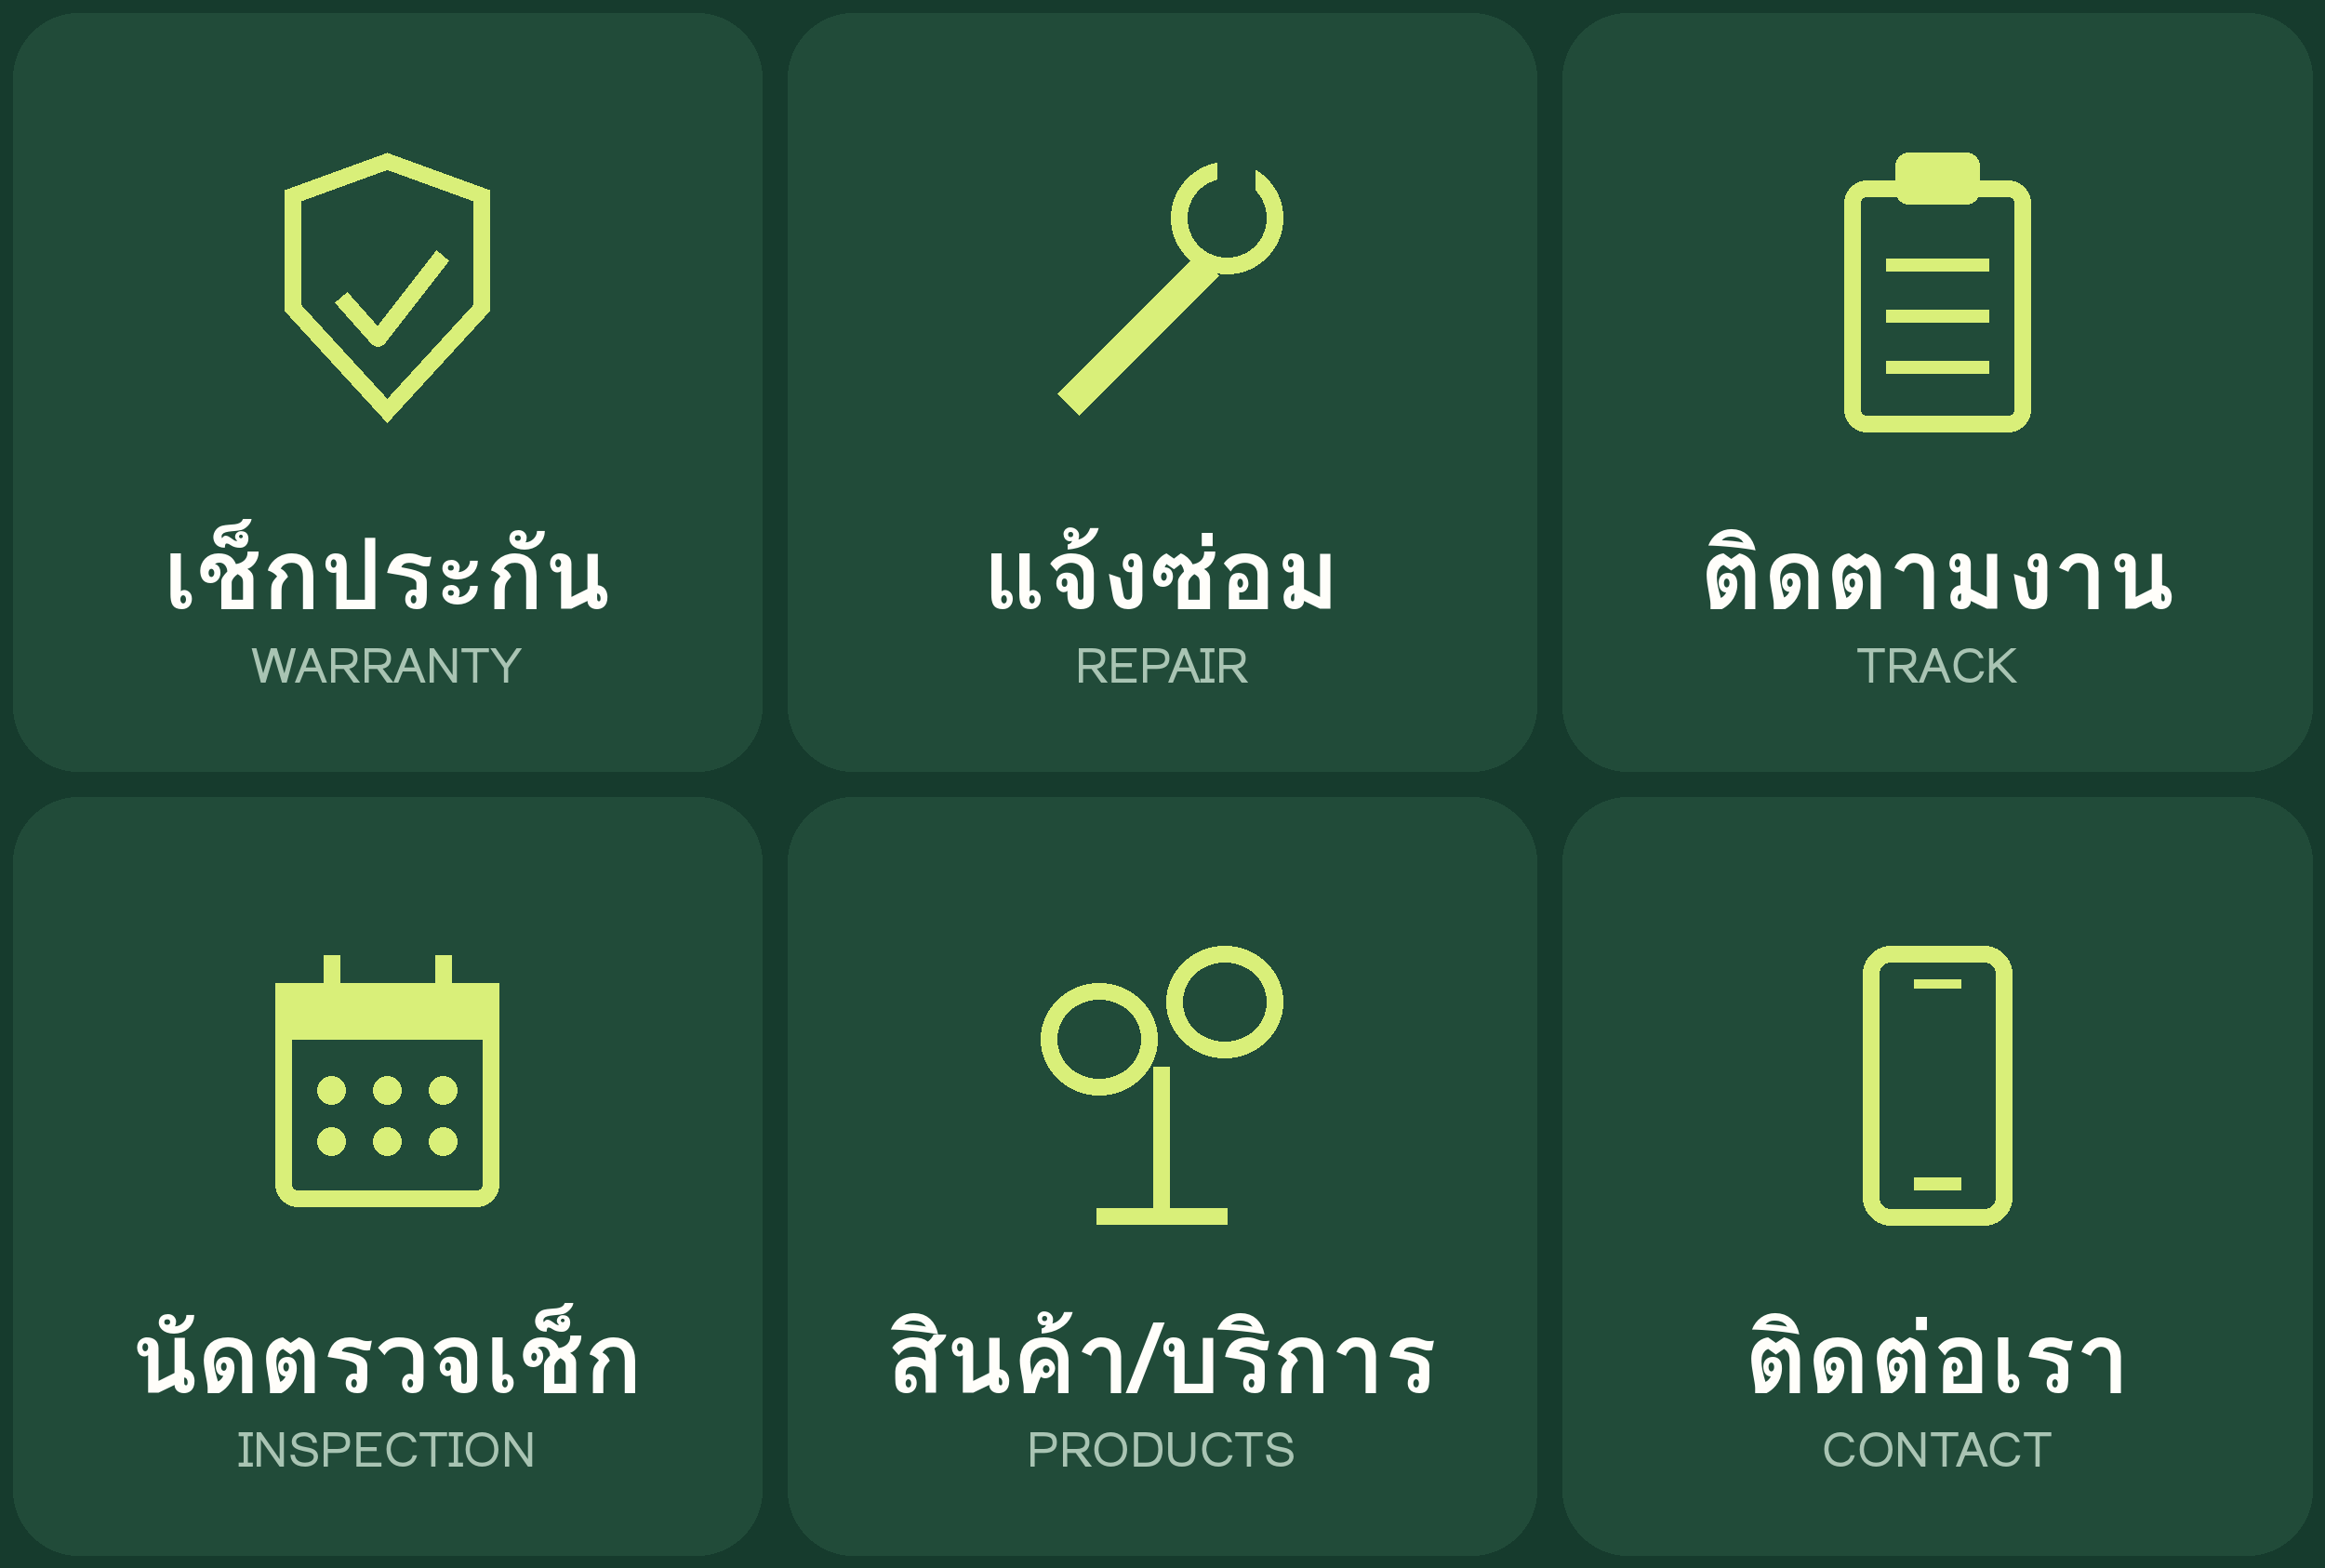 เช็กประกัน
WARRANTY
แจ้งซ่อม
REPAIR
ติดตามงาน
TRACK
นัดตรวจเช็ก
INSPECTION
สินค้า/บริการ
PRODUCTS
ติดต่อเรา
CONTACT